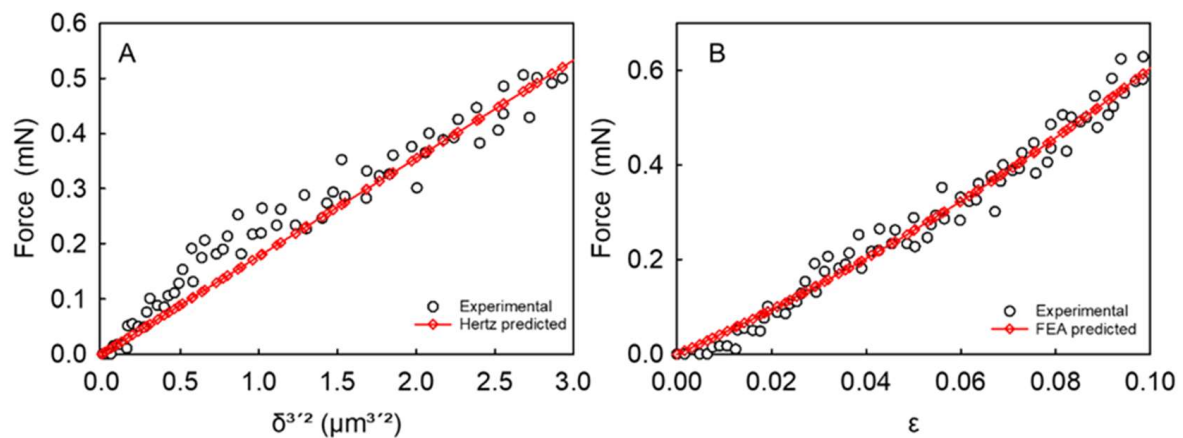 A
Force (mN)
0.6
0.5
0.4
0.3
0.2
0.1
0.0
Experimental
Hertz predicted
0.0 0.5 1.0 1.5 2.0 2.5 3.0
δ³´² (μm³´²)
B
Force (mN)
0.6
0.4
0.2
0.0
Experimental
FEA predicted
0.00 0.02 0.04 0.06 0.08 0.10
ε